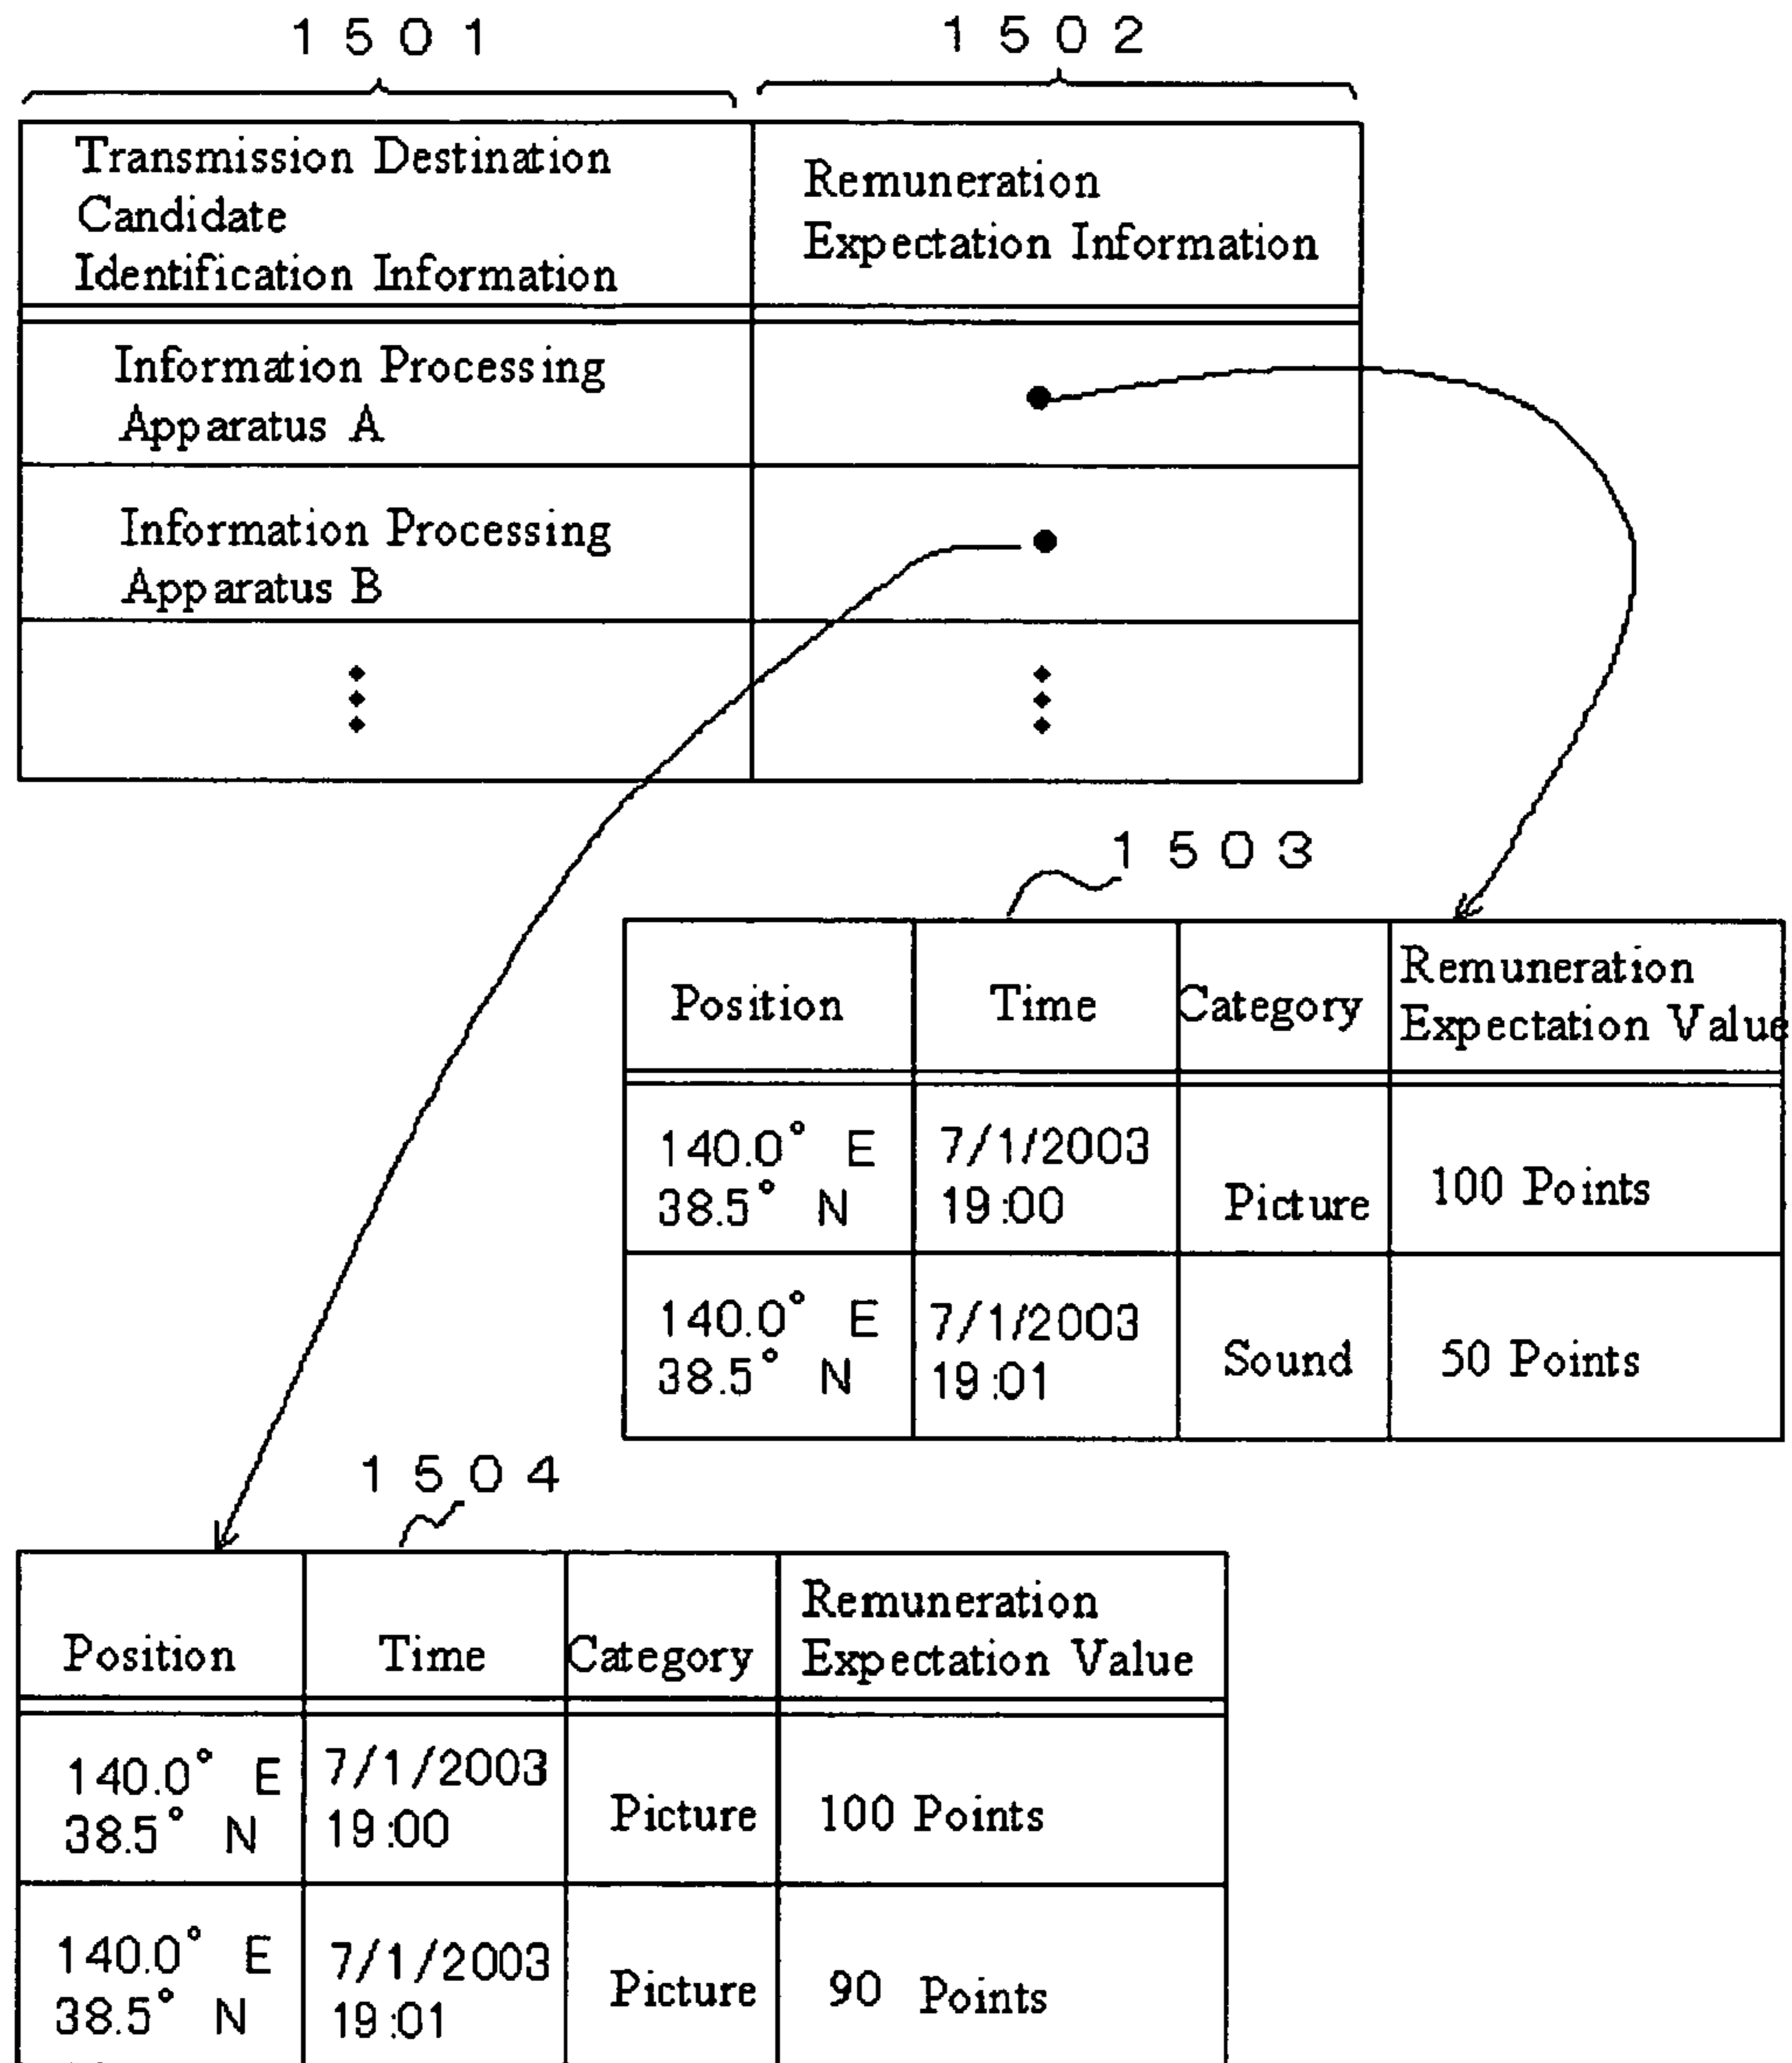 1501
1502
Transmission Destination
Candidate
Identification Information
Remuneration
Expectation Information
Information Processing
Apparatus A
Information Processing
Apparatus B
1503
Position
Time
Category
Remuneration
Expectation Value
140.0° E
38.5° N
7/1/2003
19:00
Picture
100 Points
140.0° E
38.5° N
7/1/2003
19:01
Sound
50 Points
1504
Position
Time
Category
Remuneration
Expectation Value
140.0° E
38.5° N
7/1/2003
19:00
Picture
100 Points
140.0° E
38.5° N
7/1/2003
19:01
Picture
90 Points